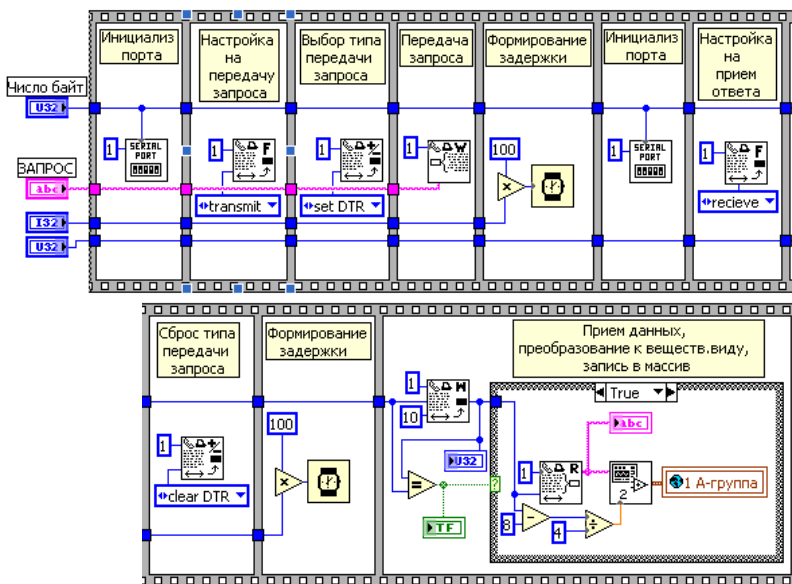 Инициализ
порта
Настройка
на
передачу
запроса
Выбор типа
передачи
запроса
Передача
запроса
Формирование
задержки
Инициализ
порта
Настройка
на
прием
ответа
Число байт
U32
1
SERIAL
PORT
1
F
1
+/-
1
W
100
×
1
SERIAL
PORT
1
F
ЗАПРОС
abc
transmit
set DTR
recieve
I32
U32
Сброс типа
передачи
запроса
Формирование
задержки
Прием данных,
преобразование к веществ.виду,
запись в массив
True
1
+/-
clear DTR
100
×
1
10
W
U32
=
TF
?
abc
1
R
2
1 А-группа
8
-
4
÷